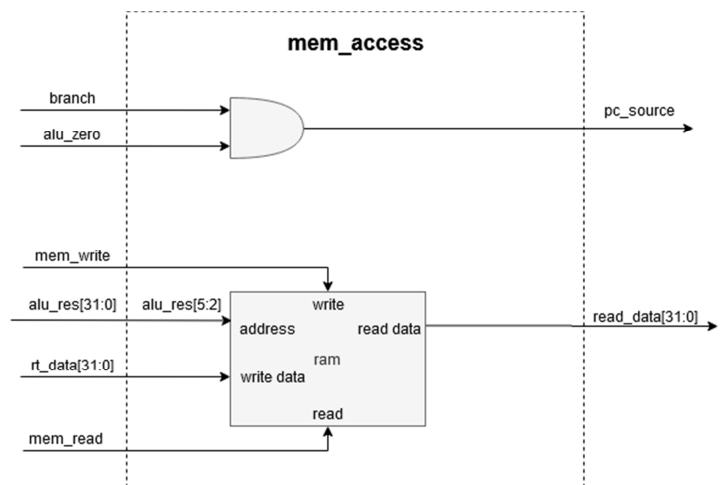 mem_access
branch
pc_source
alu_zero
mem_write
alu_res[31:0] alu_res[5:2]
write
address read data
read_data[31:0]
ram
rt_data[31:0]
write data
read
mem_read